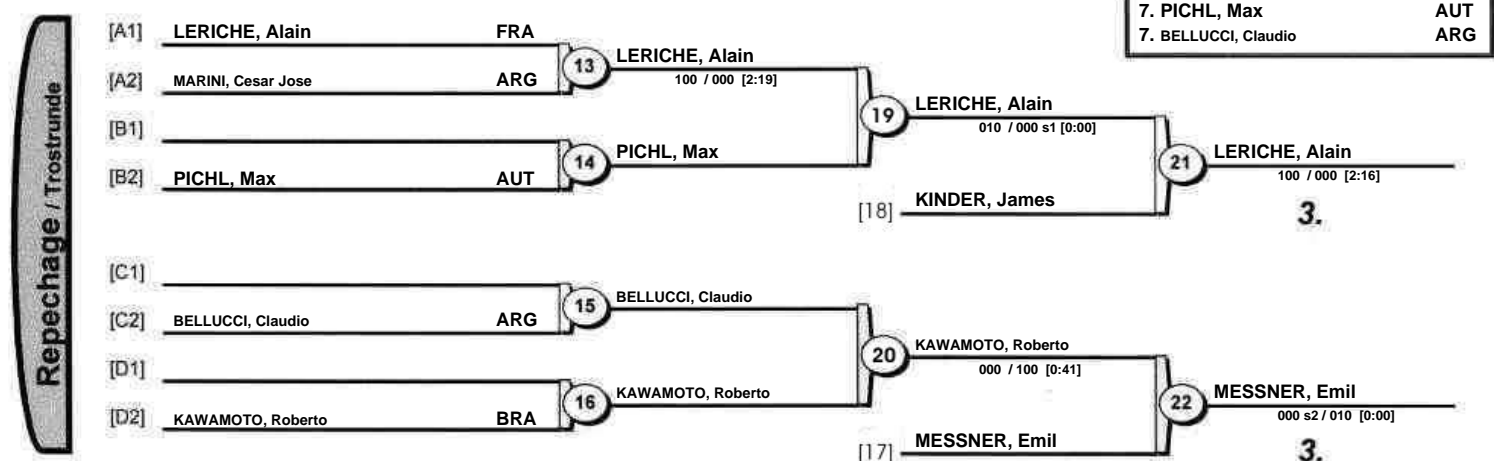 7. PICHL, Max AUT
7. BELLUCCI, Claudio ARG
Repechage / Trostrunde
[A1] LERICHE, Alain FRA
[A2] MARINI, Cesar Jose ARG
13
LERICHE, Alain
100 / 000 [2:19]
[B1]
[B2] PICHL, Max AUT
14
PICHL, Max
19
LERICHE, Alain
010 / 000 s1 [0:00]
[18] KINDER, James
21
LERICHE, Alain
100 / 000 [2:16]
3.
[C1]
[C2] BELLUCCI, Claudio ARG
15
BELLUCCI, Claudio
[D1]
[D2] KAWAMOTO, Roberto BRA
16
KAWAMOTO, Roberto
20
KAWAMOTO, Roberto
000 / 100 [0:41]
[17] MESSNER, Emil
22
MESSNER, Emil
000 s2 / 010 [0:00]
3.